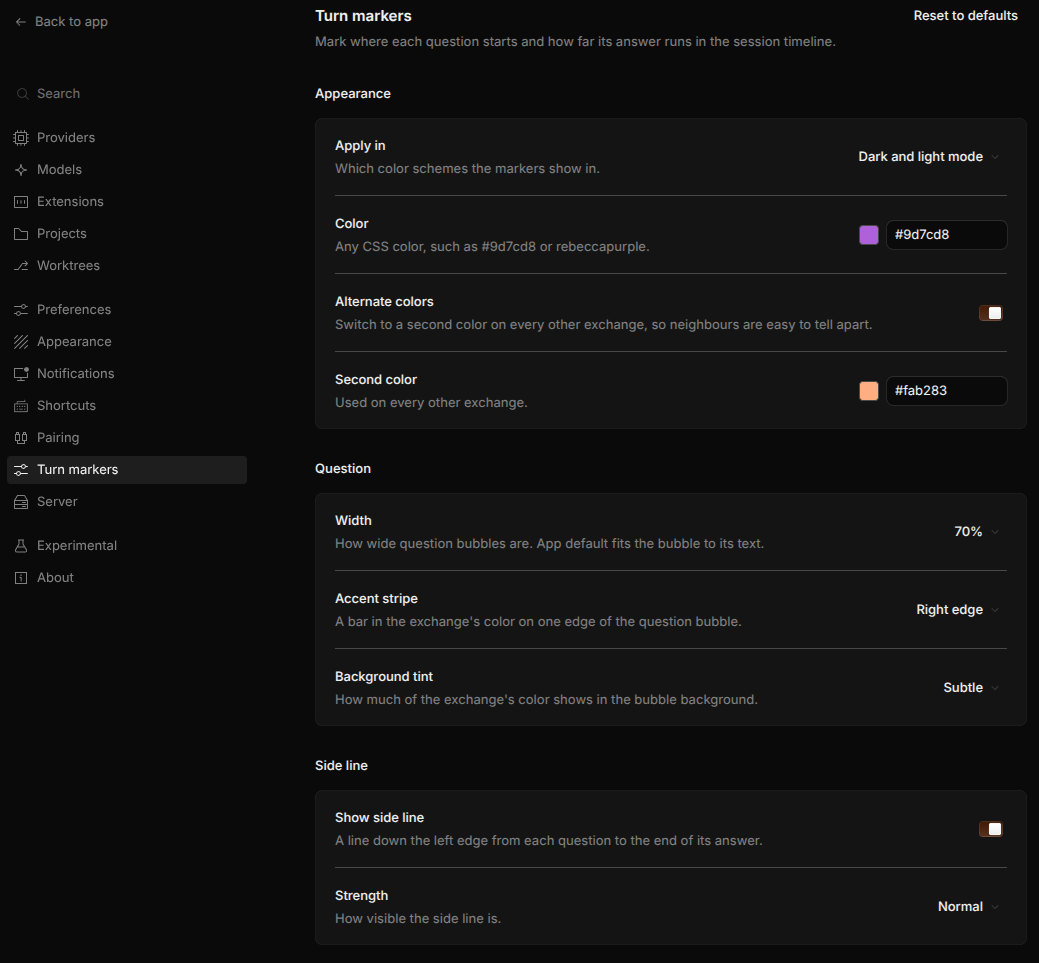 Back to app
Search
Providers
Models
Extensions
Projects
Worktrees
Preferences
Appearance
Notifications
Shortcuts
Pairing
Turn markers
Server
Experimental
About
Turn markers
Reset to defaults
Mark where each question starts and how far its answer runs in the session timeline.
Appearance
Apply in
Which color schemes the markers show in.
Dark and light mode
Color
Any CSS color, such as #9d7cd8 or rebeccapurple.
#9d7cd8
Alternate colors
Switch to a second color on every other exchange, so neighbours are easy to tell apart.
Second color
Used on every other exchange.
#fab283
Question
Width
How wide question bubbles are. App default fits the bubble to its text.
70%
Accent stripe
A bar in the exchange's color on one edge of the question bubble.
Right edge
Background tint
How much of the exchange's color shows in the bubble background.
Subtle
Side line
Show side line
A line down the left edge from each question to the end of its answer.
Strength
How visible the side line is.
Normal